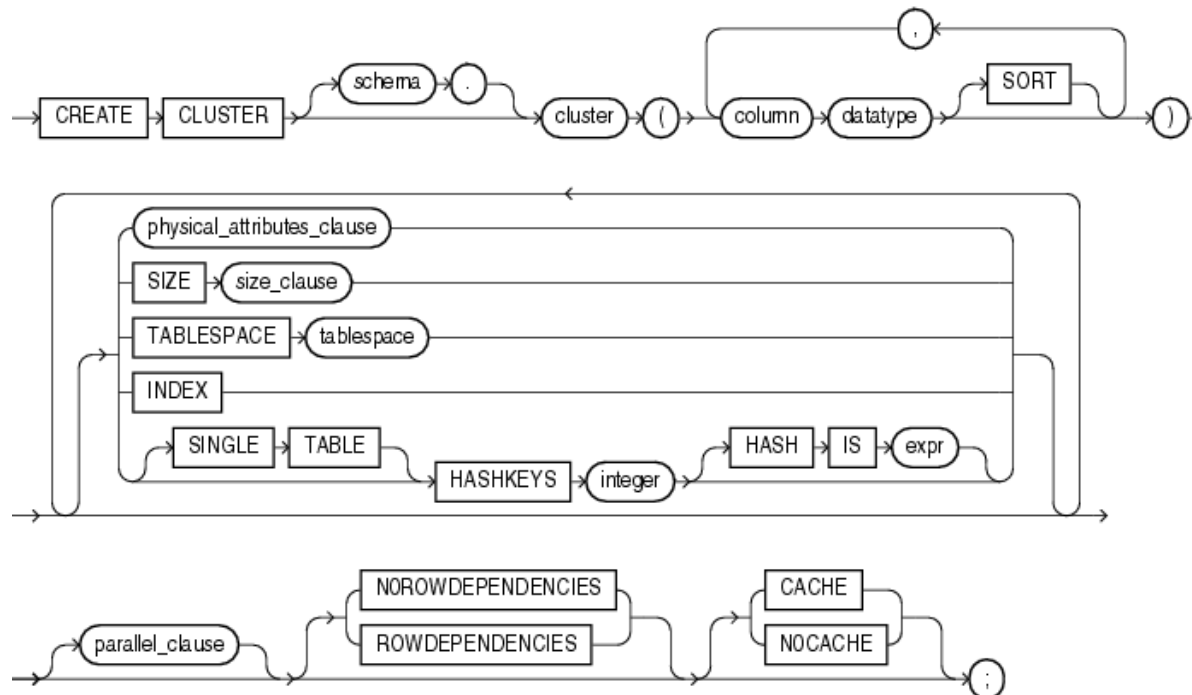 ,
schema . SORT
CREATE CLUSTER cluster ( column datatype )
physical_attributes_clause
SIZE size_clause
TABLESPACE tablespace
INDEX
SINGLE TABLE HASH IS expr
HASHKEYS integer
NOROWDEPENDENCIES CACHE
parallel_clause ROWDEPENDENCIES NOCACHE
;